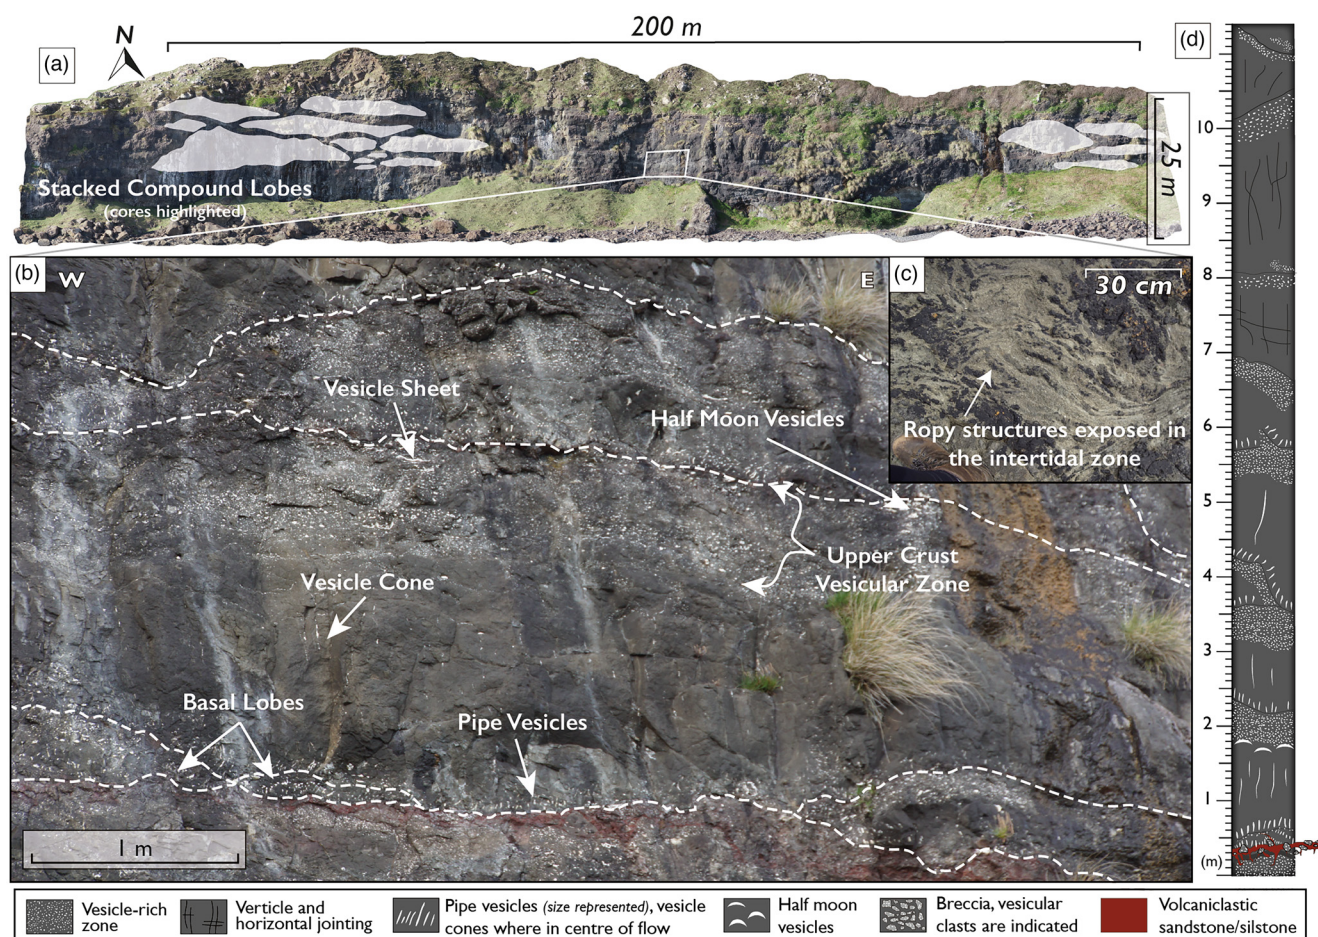 200 m
(a)
N
(d)
25 m
Stacked Compound Lobes
(cores highlighted)
(b)
W
E
(c)
30 cm
Vesicle Sheet
Half Moon Vesicles
Ropy structures exposed in
the intertidal zone
Upper Crust
Vesicular Zone
Vesicle Cone
Basal Lobes
Pipe Vesicles
1 m
10
9
8
7
6
5
4
3
2
1
(m)
Vesicle-rich
zone
Verticle and
horizontal jointing
Pipe vesicles (size represented), vesicle
cones where in centre of flow
Half moon
vesicles
Breccia, vesicular
clasts are indicated
Volcaniclastic
sandstone/silstone